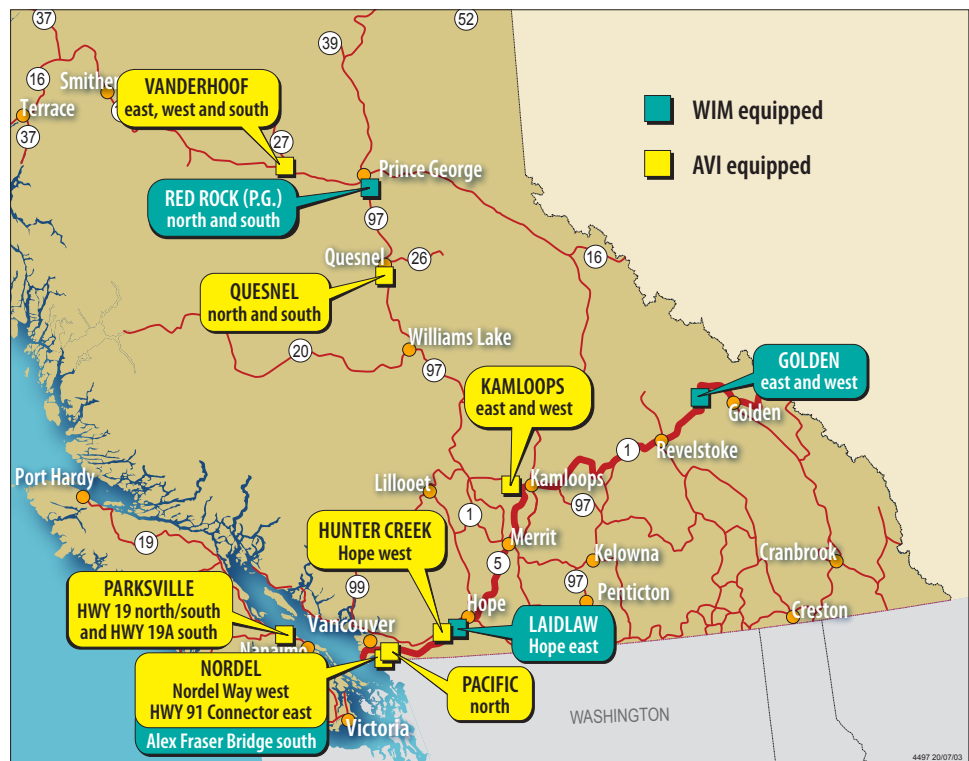 37
52
39
16
Smither
VANDERHOOF
east, west and south
WIM equipped
Terrace
37
27
AVI equipped
Prince George
RED ROCK (P.G.)
north and south
97
Quesnel
26
16
QUESNEL
north and south
Williams Lake
20
97
GOLDEN
east and west
KAMLOOPS
east and west
Golden
1
Revelstoke
Port Hardy
Lillooet
Kamloops
97
1
HUNTER CREEK
Hope west
Merrit
19
5
Kelowna
Cranbrook
97
99
PARKSVILLE
HWY 19 north/south
and HWY 19A south
Penticton
Hope
Creston
Vancouver
LAIDLAW
Hope east
Nanaimo
NORDEL
Nordel Way west
HWY 91 Connector east
Alex Fraser Bridge south
PACIFIC
north
Victoria
WASHINGTON
4497 20/07/03